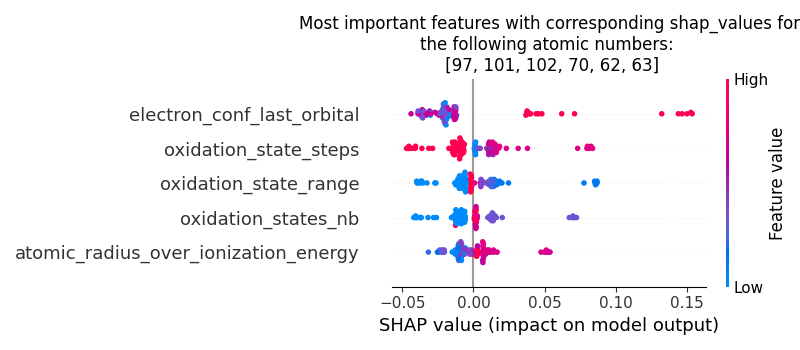 Most important features with corresponding shap_values for
the following atomic numbers:
[97, 101, 102, 70, 62, 63]
High
electron_conf_last_orbital
oxidation_state_steps
oxidation_state_range
oxidation_states_nb
atomic_radius_over_ionization_energy
Feature value
Low
−0.05 0.00 0.05 0.10 0.15
SHAP value (impact on model output)